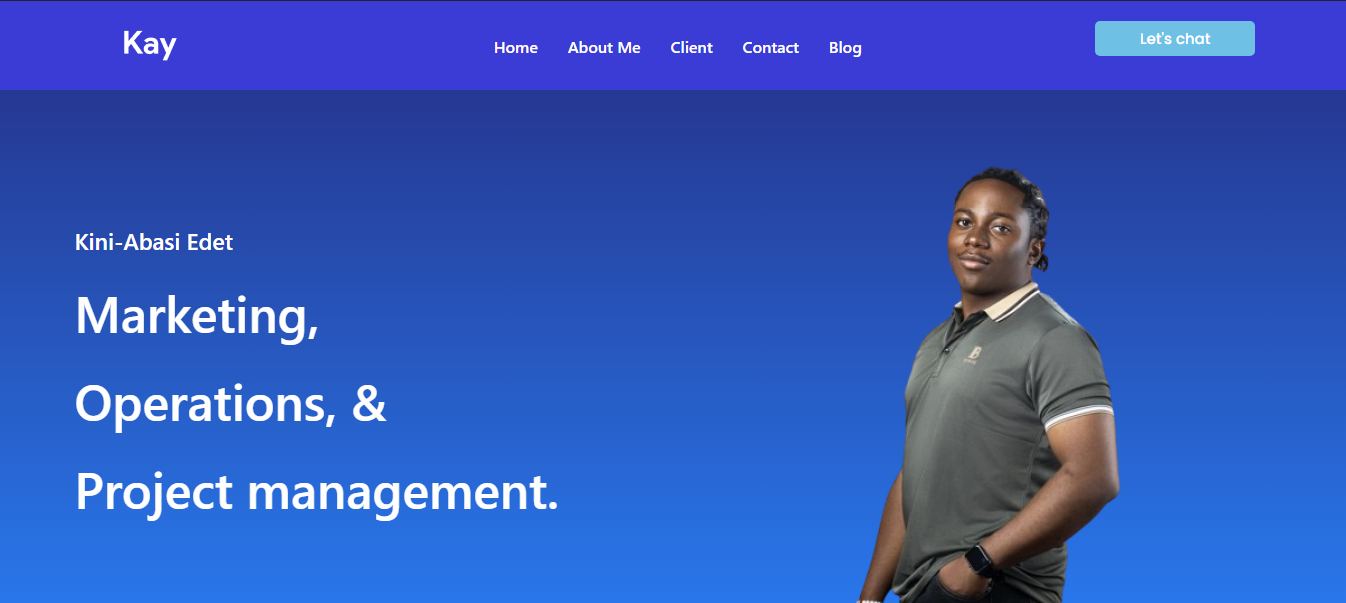 Kay
Home About Me Client Contact Blog
Let's chat
Kini-Abasi Edet
Marketing,
Operations, &
Project management.